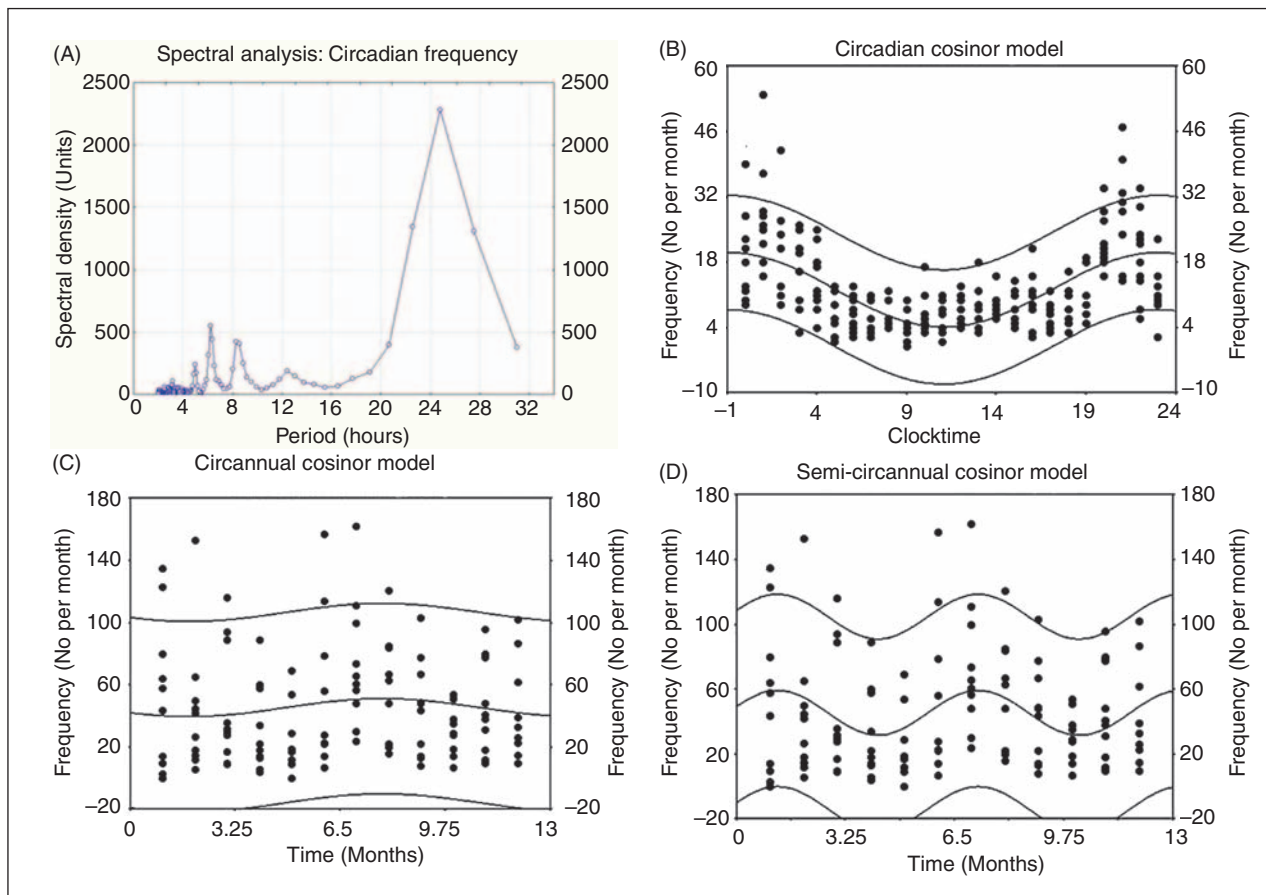 (A) Spectral analysis: Circadian frequency
2500 2500
2000 2000
1500 1500
1000 1000
500 500
0 0
0 4 8 12 16 20 24 28 32
Spectral density (Units)
Period (hours)
(B) Circadian cosinor model
60 60
46 46
32 32
18 18
4 4
–10 –10
–1 4 9 14 19 23 24
Frequency (No per month)
Frequency (No per month)
Clocktime
(C) Circannual cosinor model
180 180
140 140
100 100
60 60
20 20
–20 –20
0 3.25 6.5 9.75 13
Frequency (No per month)
Frequency (No per month)
Time (Months)
(D) Semi-circannual cosinor model
180 180
140 140
100 100
60 60
20 20
–20 –20
0 3.25 6.5 9.75 13
Frequency (No per month)
Frequency (No per month)
Time (Months)